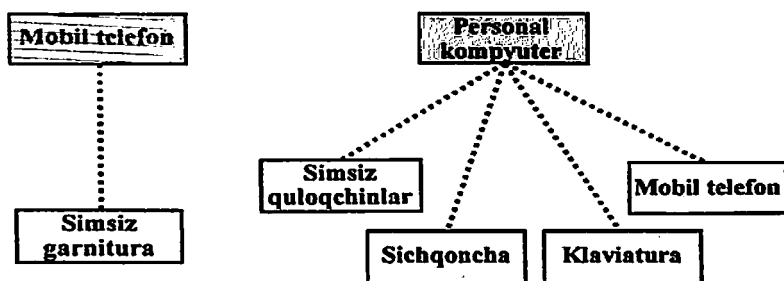 Mobil telefon
Personal
kompyuter
Simsiz
quloqchinlar
Mobil telefon
Simsiz
garnitura
Sichqoncha
Klaviatura